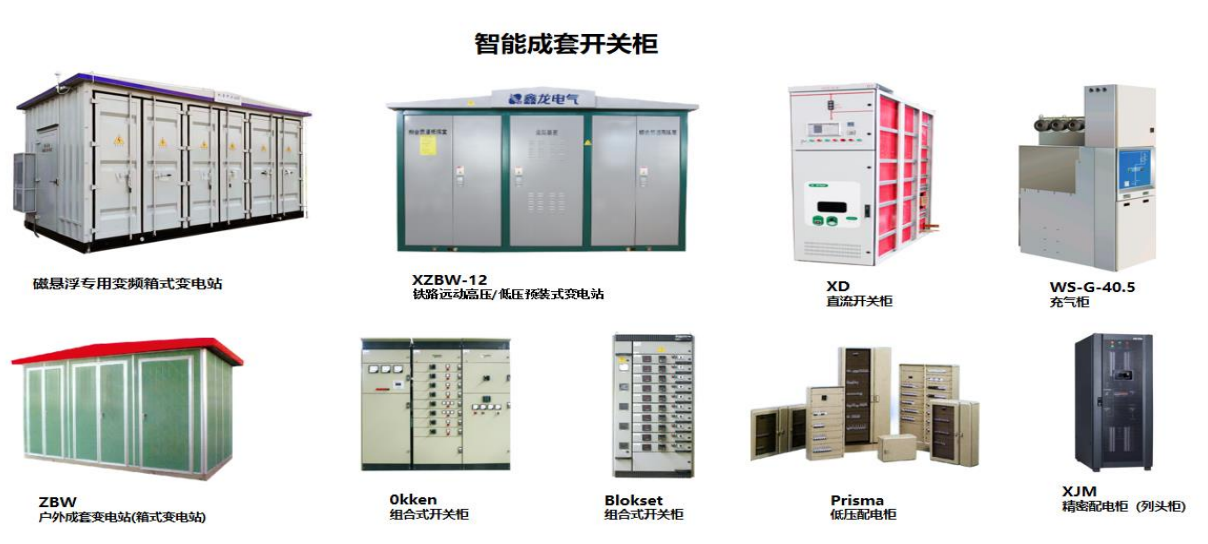 智能成套开关柜
鑫龙电气
磁悬浮专用变频箱式变电站
XZBW-12
铁路远动高压/低压预装式变电站
XD
直流开关柜
WS-G-40.5
充气柜
ZBW
户外成套变电站(箱式变电站)
0kken
组合式开关柜
Blokset
组合式开关柜
Prisma
低压配电柜
XJM
精密配电柜 (列头柜)